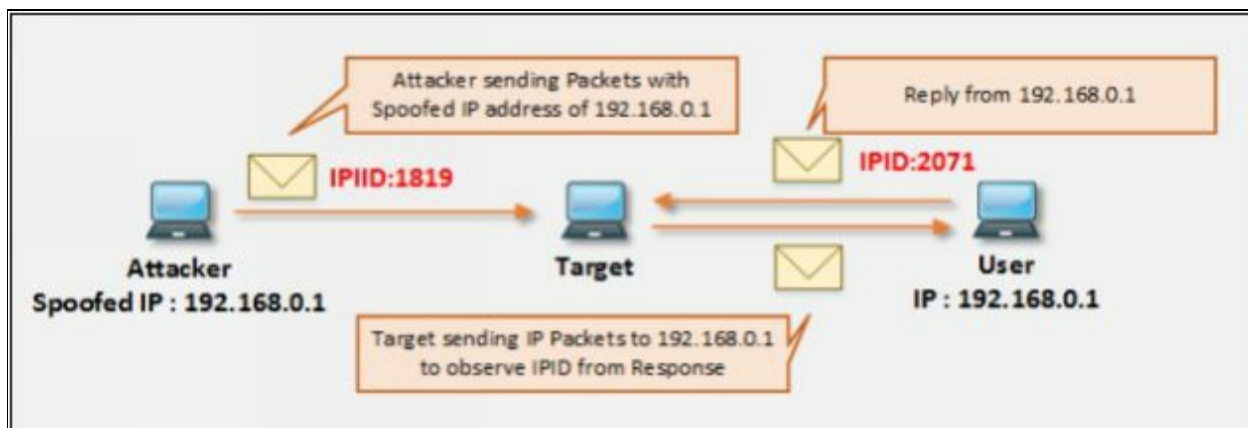 Attacker sending Packets with
Spoofed IP address of 192.168.0.1
Reply from 192.168.0.1
IPIID:1819
IPID:2071
Attacker
Spoofed IP : 192.168.0.1
Target
User
IP : 192.168.0.1
Target sending IP Packets to 192.168.0.1
to observe IPID from Response